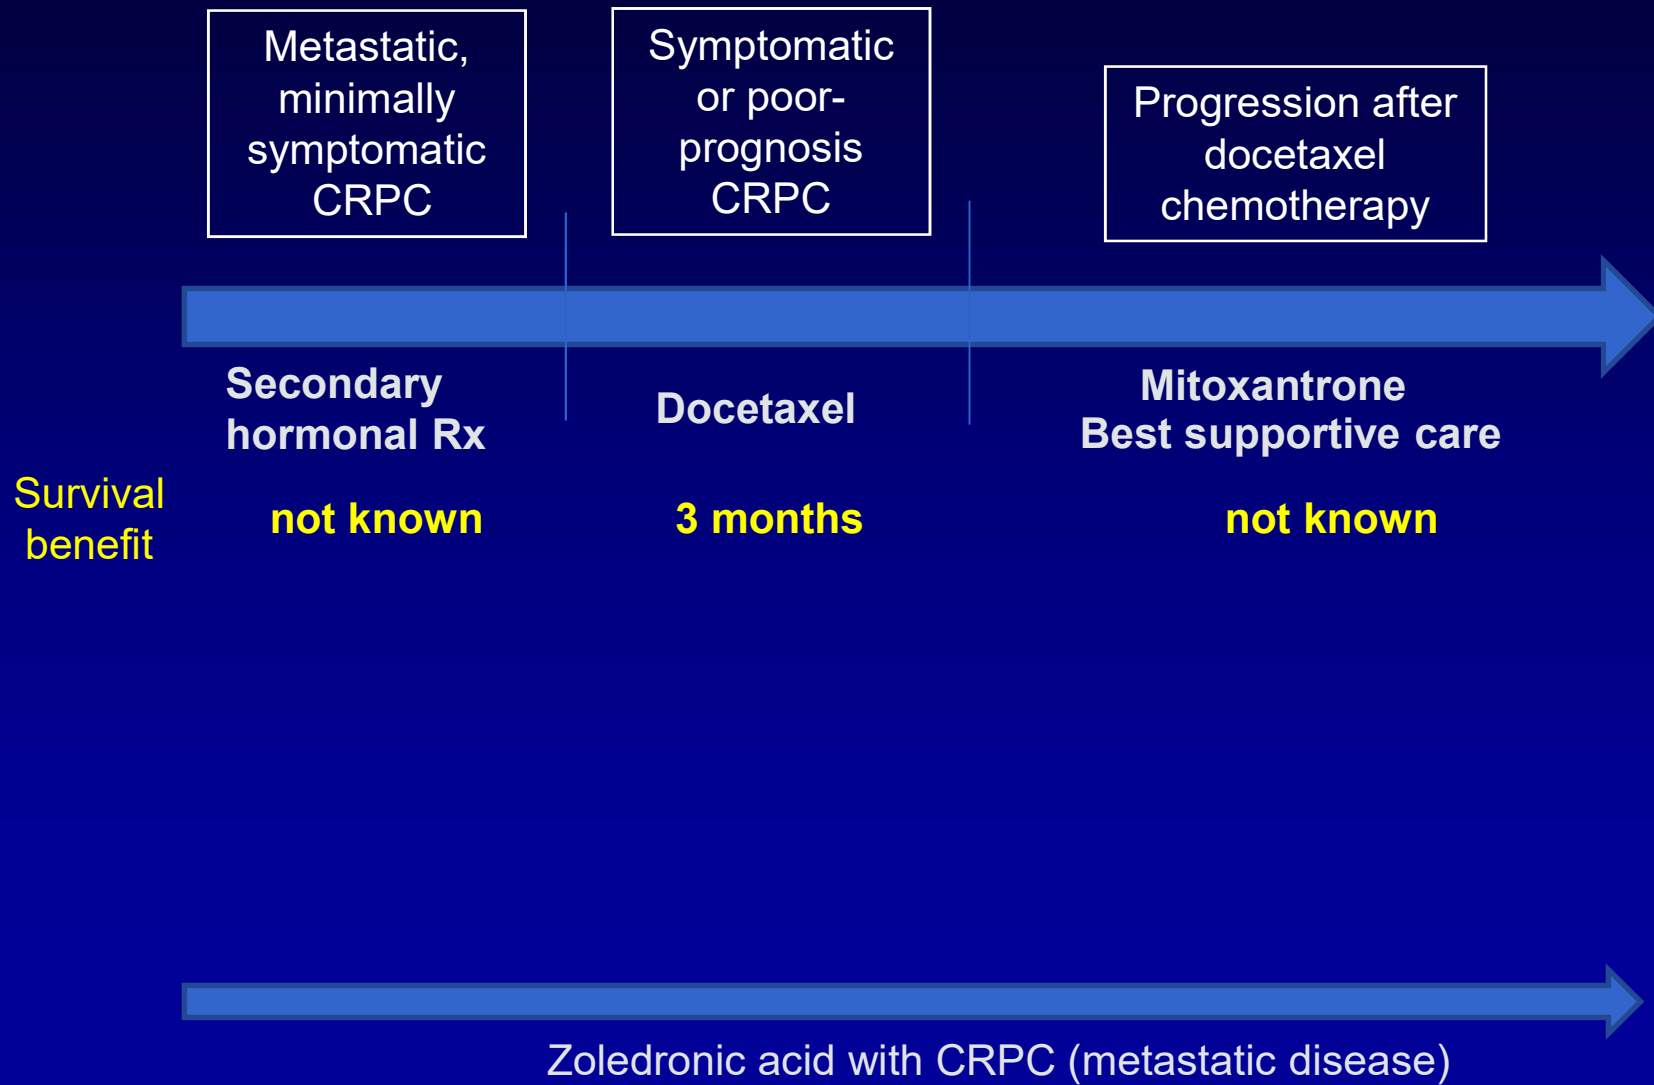 Metastatic,
minimally
symptomatic
CRPC
Symptomatic
or poor-
prognosis
CRPC
Progression after
docetaxel
chemotherapy
Secondary
hormonal Rx
Docetaxel
Mitoxantrone
Best supportive care
Survival
benefit
not known
3 months
not known
Zoledronic acid with CRPC (metastatic disease)